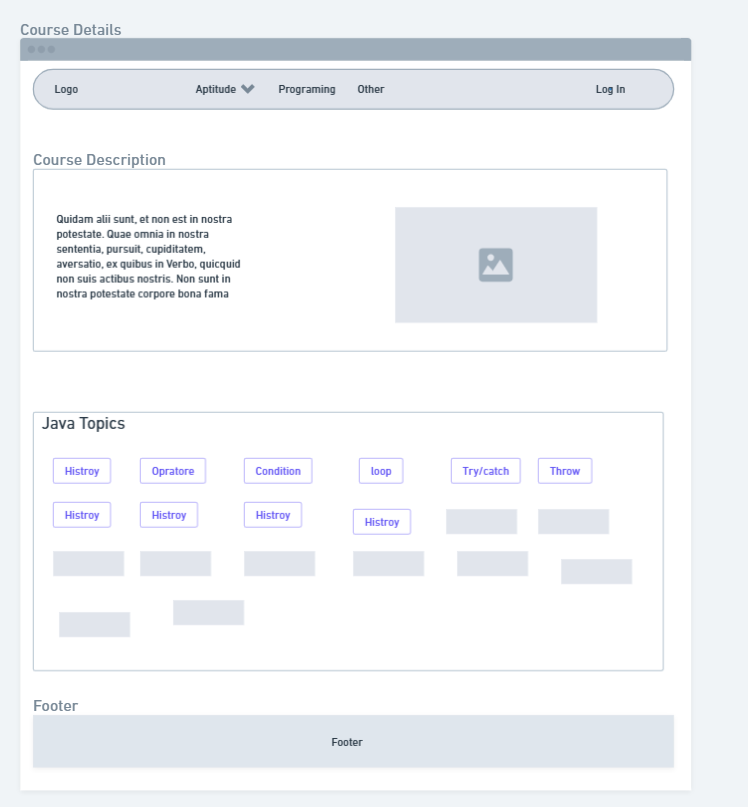 Course Details
Logo Aptitude Programing Other Log In
Course Description
Quidam alii sunt, et non est in nostra
potestate. Quae omnia in nostra
sententia, pursuit, cupiditatem,
aversatio, ex quibus in Verbo, quicquid
non suis actibus nostris. Non sunt in
nostra potestate corpore bona fama
Java Topics
Histroy Opratore Condition loop Try/catch Throw
Histroy Histroy Histroy Histroy
Footer
Footer